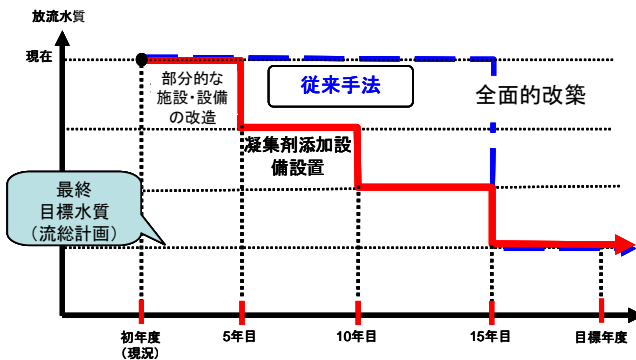 放流水質
現在
部分的な
施設・設備
の改造
従来手法
全面的改築
凝集剤添加設
備設置
最終
目標水質
（流総計画）
初年度
（現況）
5年目
10年目
15年目
目標年度